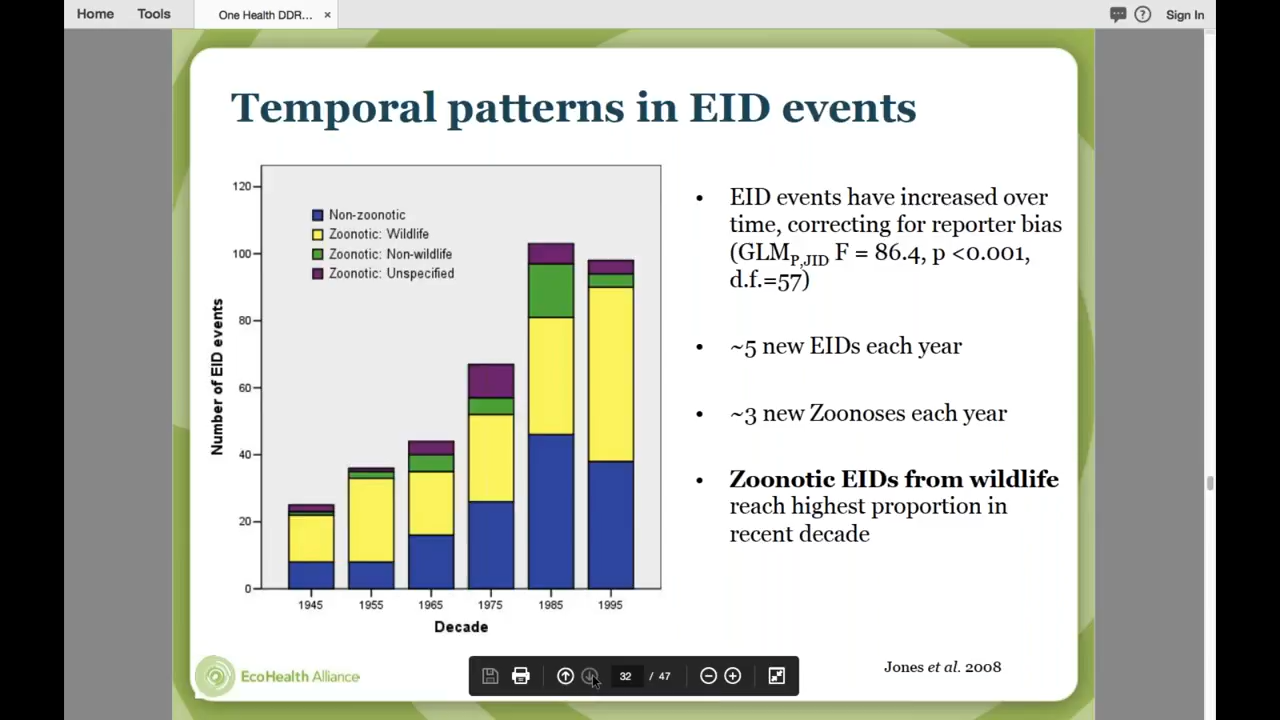 Home Tools One Health DDR... × Sign In
Temporal patterns in EID events
120
100
80
60
40
20
0
Number of EID events
Non-zoonotic
Zoonotic: Wildlife
Zoonotic: Non-wildlife
Zoonotic: Unspecified
1945 1955 1965 1975 1985 1995
Decade
• EID events have increased over
time, correcting for reporter bias
(GLMP,JID F = 86.4, p <0.001,
d.f.=57)
• ~5 new EIDs each year
• ~3 new Zoonoses each year
• Zoonotic EIDs from wildlife
reach highest proportion in
recent decade
EcoHealth Alliance
32 / 47
Jones et al. 2008